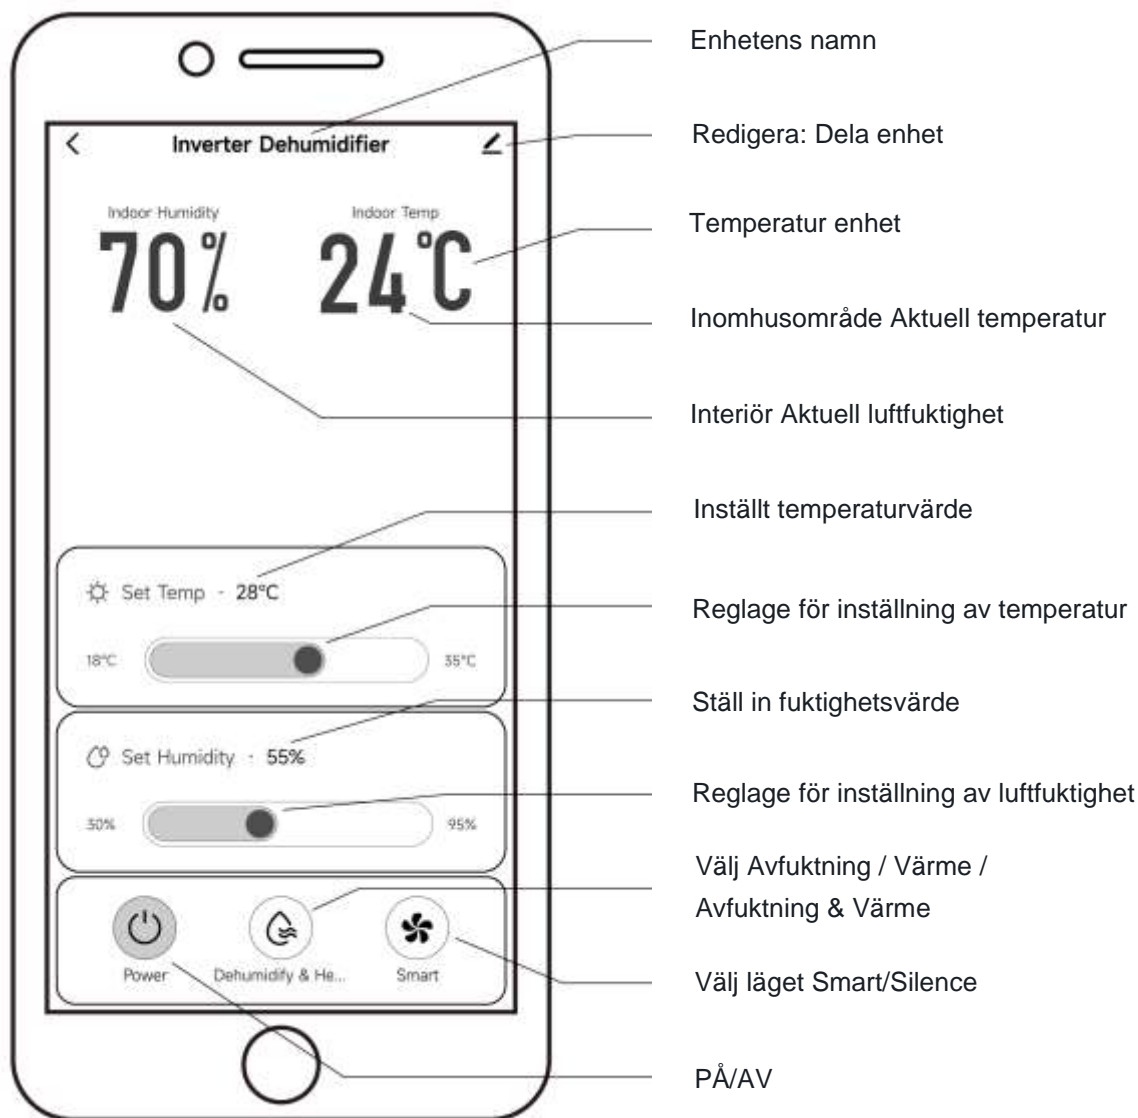 Enhetens namn
Inverter Dehumidifier
Redigera: Dela enhet
Indoor Humidity
Indoor Temp
70%
24°C
Temperatur enhet
Inomhusområde Aktuell temperatur
Interiör Aktuell luftfuktighet
Inställt temperaturvärde
Set Temp · 28°C
Reglage för inställning av temperatur
18°C
35°C
Ställ in fuktighetsvärde
Set Humidity · 55%
Reglage för inställning av luftfuktighet
30%
95%
Välj Avfuktning / Värme /
Avfuktning & Värme
Power
Dehumidify & He...
Smart
Välj läget Smart/Silence
PÅ/AV